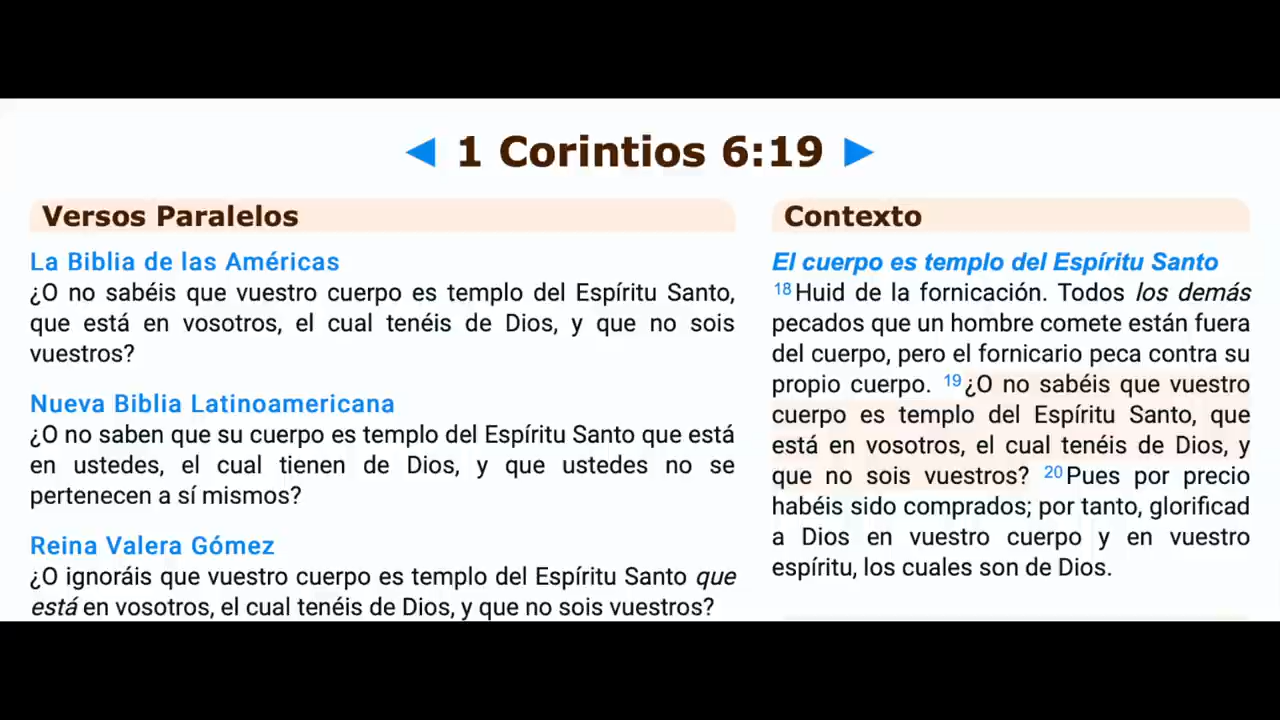 1 Corintios 6:19
Versos Paralelos
La Biblia de las Américas
¿O no sabéis que vuestro cuerpo es templo del Espíritu Santo,
que está en vosotros, el cual tenéis de Dios, y que no sois
vuestros?
Nueva Biblia Latinoamericana
¿O no saben que su cuerpo es templo del Espíritu Santo que está
en ustedes, el cual tienen de Dios, y que ustedes no se
pertenecen a sí mismos?
Reina Valera Gómez
¿O ignoráis que vuestro cuerpo es templo del Espíritu Santo que
está en vosotros, el cual tenéis de Dios, y que no sois vuestros?
Contexto
El cuerpo es templo del Espíritu Santo
18 Huid de la fornicación. Todos los demás
pecados que un hombre comete están fuera
del cuerpo, pero el fornicario peca contra su
propio cuerpo. 19 ¿O no sabéis que vuestro
cuerpo es templo del Espíritu Santo, que
está en vosotros, el cual tenéis de Dios, y
que no sois vuestros? 20 Pues por precio
habéis sido comprados; por tanto, glorificad
a Dios en vuestro cuerpo y en vuestro
espíritu, los cuales son de Dios.